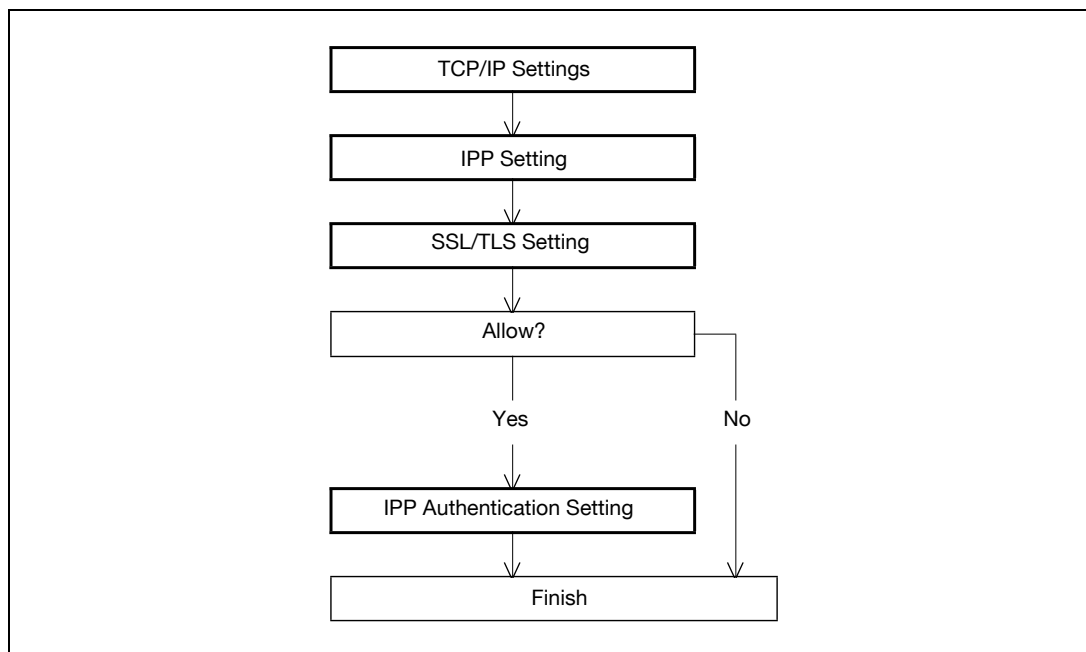 TCP/IP Settings
IPP Setting
SSL/TLS Setting
Allow?
Yes
No
IPP Authentication Setting
Finish